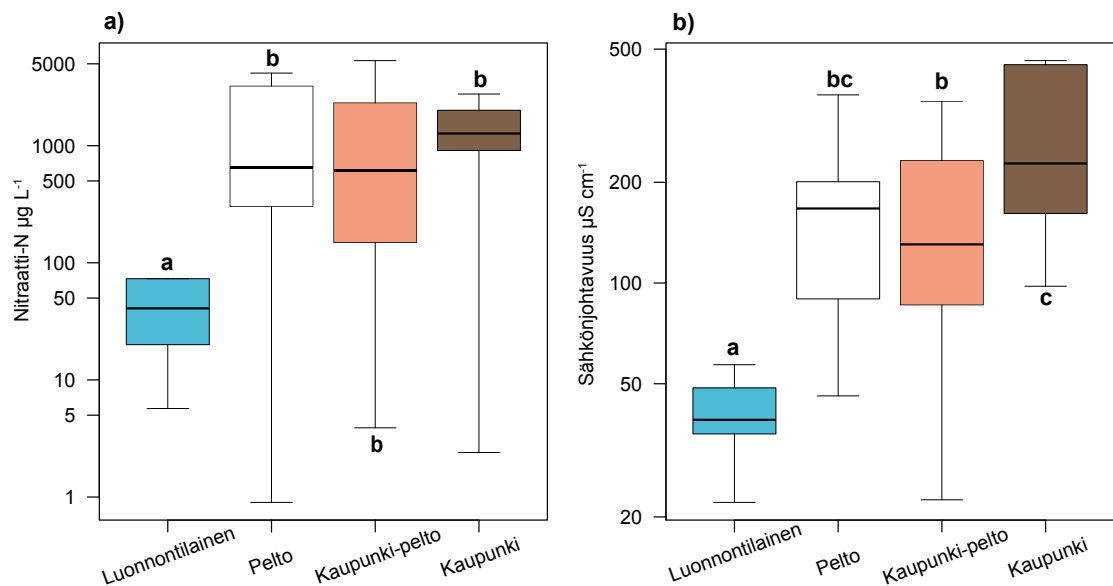 a)
Nitraatti-N µg L⁻¹
5000
1000
500
100
50
10
5
1
a
b
b
b
Luonnontilainen
Pelto
Kaupunki-pelto
Kaupunki
b)
Sähkönjohtavuus µS cm⁻¹
500
200
100
50
20
a
bc
b
c
Luonnontilainen
Pelto
Kaupunki-pelto
Kaupunki